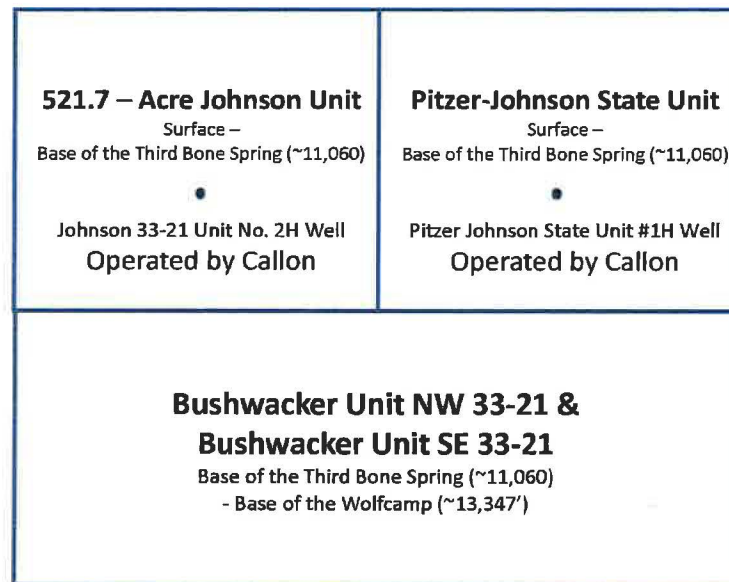 521.7 – Acre Johnson Unit
Surface –
Base of the Third Bone Spring (~11,060)
Johnson 33-21 Unit No. 2H Well
Operated by Callon
Pitzer-Johnson State Unit
Surface –
Base of the Third Bone Spring (~11,060)
Pitzer Johnson State Unit #1H Well
Operated by Callon
Bushwacker Unit NW 33-21 &
Bushwacker Unit SE 33-21
Base of the Third Bone Spring (~11,060)
- Base of the Wolfcamp (~13,347')